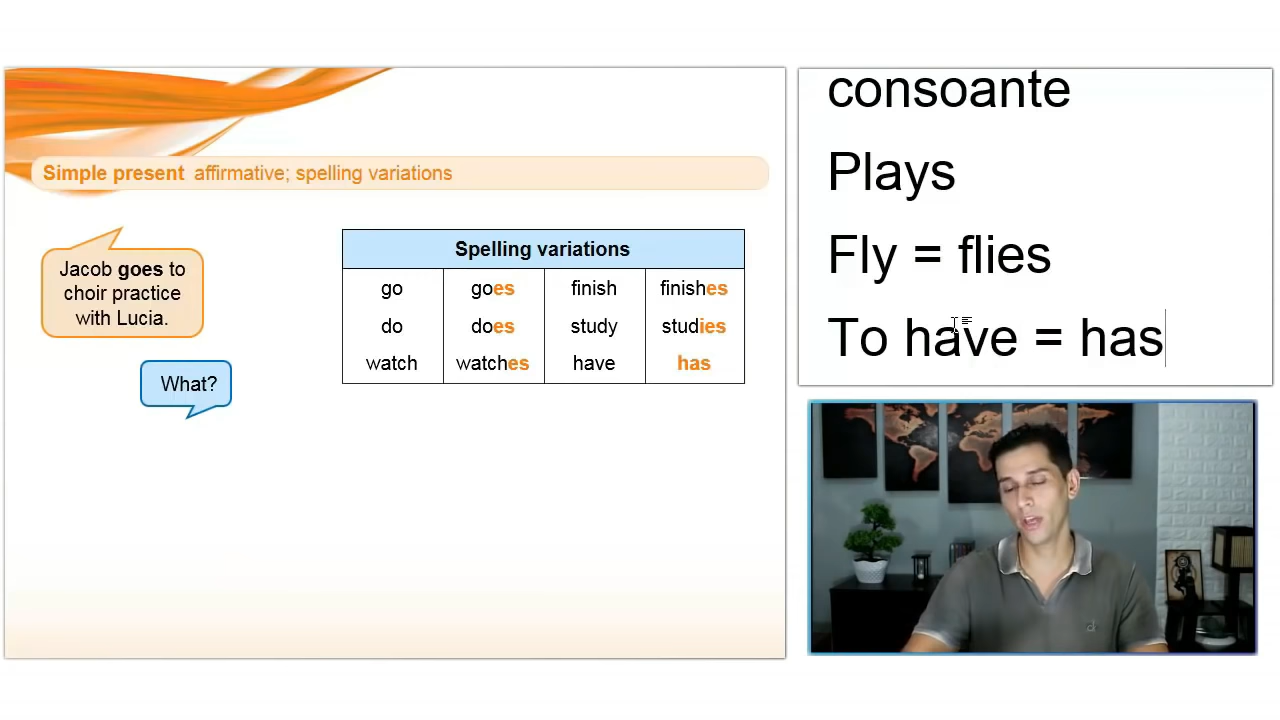 Simple present affirmative; spelling variations
Jacob goes to
choir practice
with Lucia.
What?
Spelling variations
go goes finish finishes
do does study studies
watch watches have has
consoante
Plays
Fly = flies
To have = has